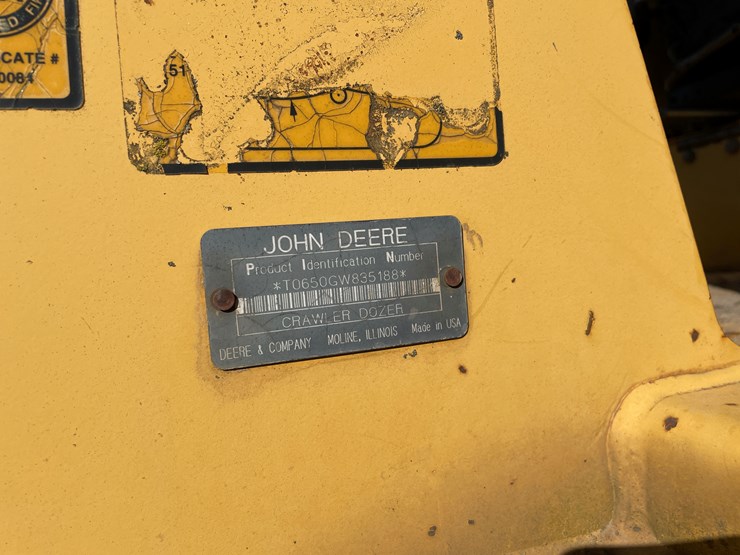 CATE #
51
JOHN DEERE
Product Identification Number
*T0650GW835188*
CRAWLER DOZER
DEERE & COMPANY MOLINE, ILLINOIS Made in USA